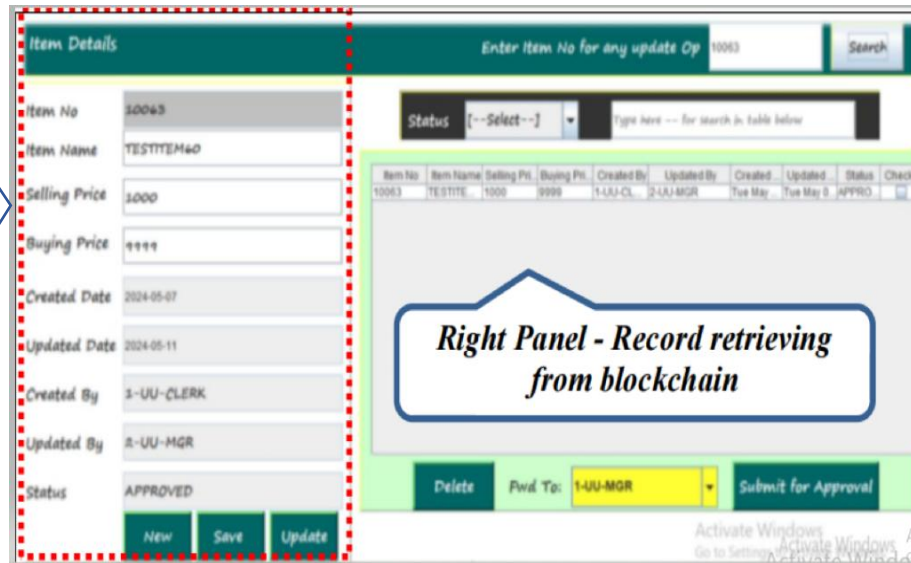 Item Details
Enter Item No for any update Op 10063 Search
Item No 10063
Item Name TESTITEM60
Selling Price 1000
Buying Price 9999
Created Date 2024-05-07
Updated Date 2024-05-11
Created By 1-UU-CLERK
Updated By 2-UU-MGR
Status APPROVED
New Save Update
Status [--Select--] Type here -- for search in table below
Item No Item Name Selling Pri... Buying Pri... Created By Updated By Created ... Updated ... Status Check
10063 TESTITE... 1000 9999 1-UU-CL... 2-UU-MGR Tue May ... Tue May 0... APPRO...
Right Panel - Record retrieving
from blockchain
Delete Fwd To: 1-UU-MGR Submit for Approval
Activate Windows
Go to Settings
Activate Windows